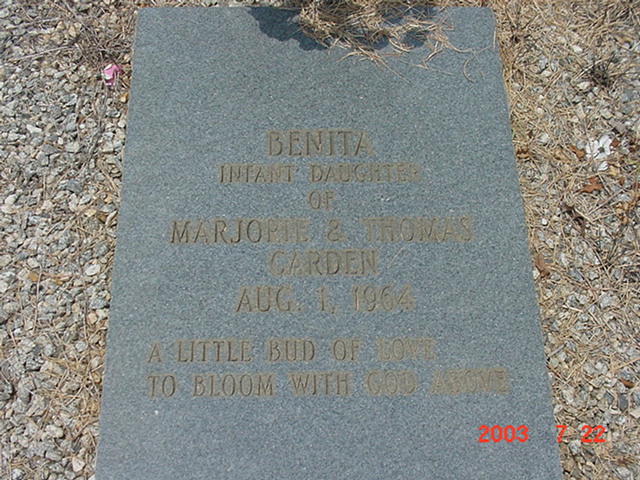 BENITA
INFANT DAUGHTER
OF
MARJORIE & THOMAS
CARDEN
AUG. 1, 1964
A LITTLE BUD OF LOVE
TO BLOOM WITH GOD ABOVE
2003 7 22